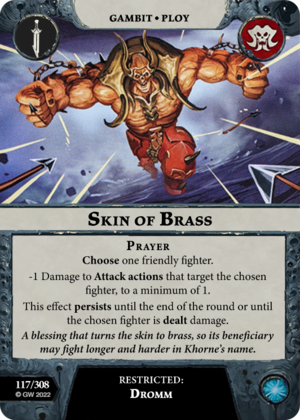 GAMBIT • PLOY
SKIN OF BRASS
PRAYER
Choose one friendly fighter.
-1 Damage to Attack actions that target the chosen
fighter, to a minimum of 1.
This effect persists until the end of the round or until
the chosen fighter is dealt damage.
A blessing that turns the skin to brass, so its beneficiary
may fight longer and harder in Khorne's name.
117/308
© GW 2022
RESTRICTED:
DROMM